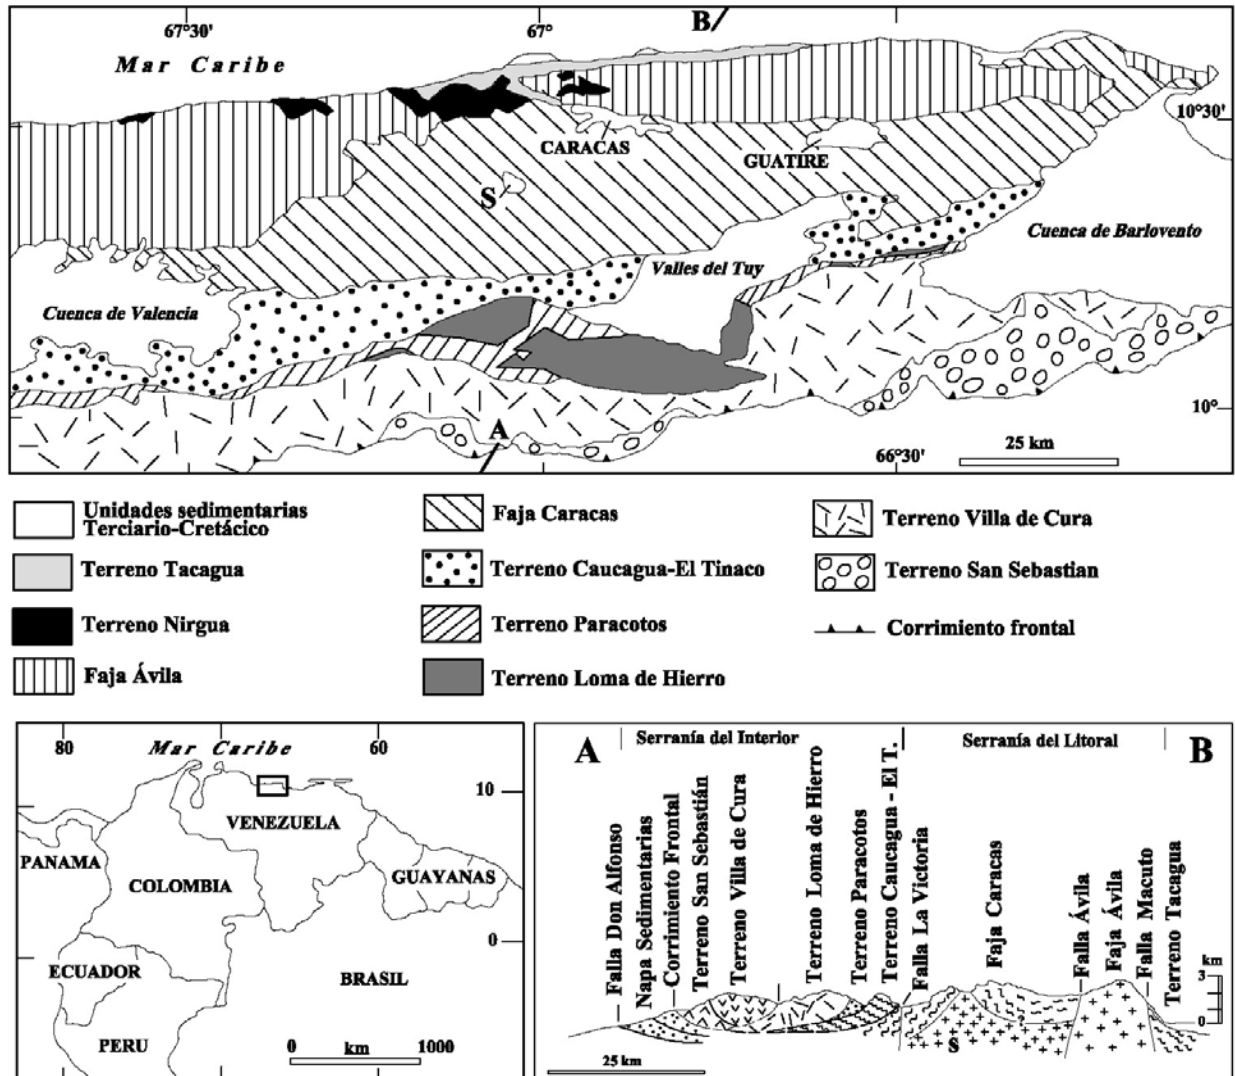 67°30'
67°
B
Mar Caribe
10°30'
CARACAS
GUATIRE
S
Cuenca de Barlovento
Valles del Tuy
Cuenca de Valencia
10°
A
25 km
66°30'
Unidades sedimentarias
Terciario-Cretácico
Terreno Tacagua
Terreno Nirgua
Faja Ávila
Faja Caracas
Terreno Caucagua-El Tinaco
Terreno Paracotos
Terreno Loma de Hierro
Terreno Villa de Cura
Terreno San Sebastian
Corrimiento frontal
80
Mar Caribe
60
10
VENEZUELA
PANAMA
COLOMBIA
GUAYANAS
0
ECUADOR
BRASIL
PERU
0 km 1000
A
Serranía del Interior
Serranía del Litoral
B
Falla Don Alfonso
Napa Sedimentarias
Corrimiento Frontal
Terreno San Sebastián
Terreno Villa de Cura
Terreno Loma de Hierro
Terreno Paracotos
Terreno Caucagua - El T.
Falla La Victoria
Faja Caracas
Falla Ávila
Faja Ávila
Falla Macuto
Terreno Tacagua
km
3
0
?
S
25 km